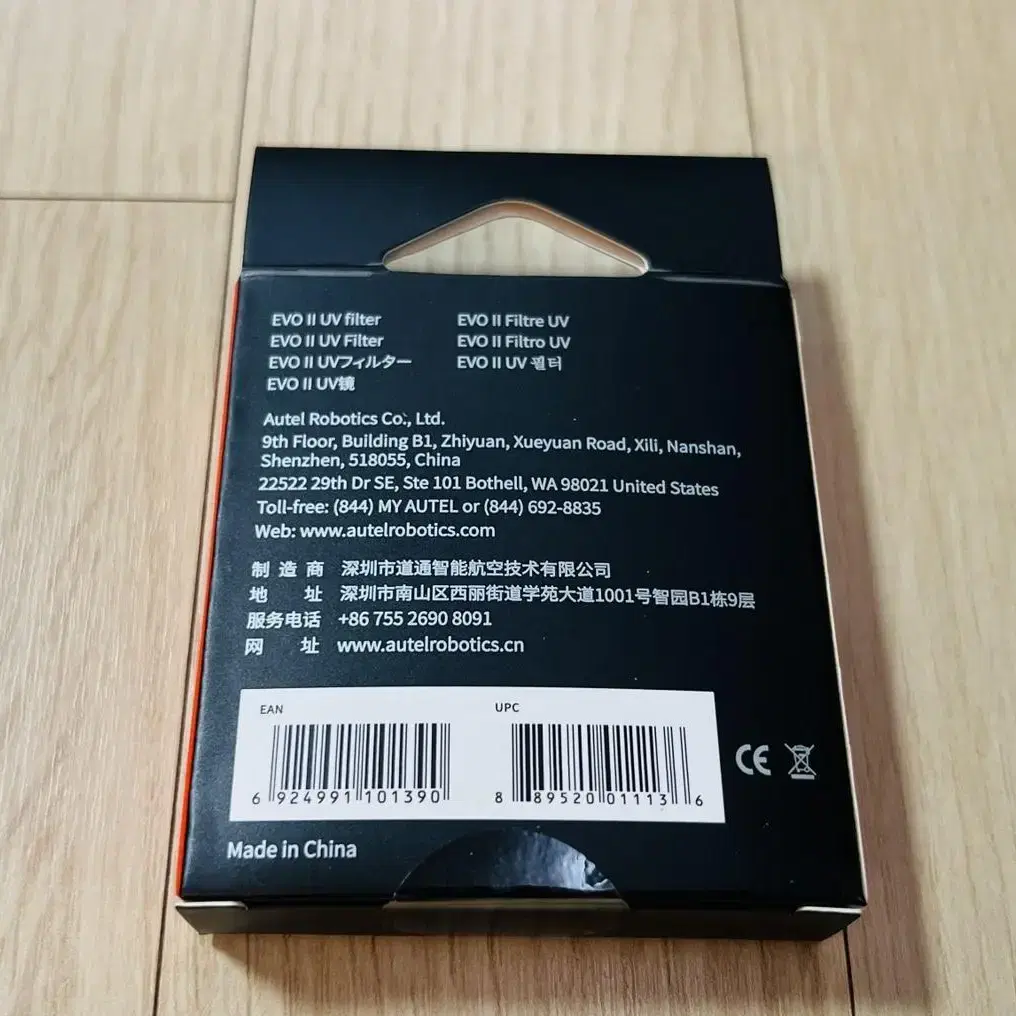 EVO II UV filter
EVO II UV Filter
EVO II UVフィルター
EVO II UV镜
EVO II Filtre UV
EVO II Filtro UV
EVO II UV 필터
Autel Robotics Co., Ltd.
9th Floor, Building B1, Zhiyuan, Xueyuan Road, Xili, Nanshan,
Shenzhen, 518055, China
22522 29th Dr SE, Ste 101 Bothell, WA 98021 United States
Toll-free: (844) MY AUTEL or (844) 692-8835
Web: www.autelrobotics.com
制造商 深圳市道通智能航空技术有限公司
地址 深圳市南山区西丽街道学苑大道1001号智园B1栋9层
服务电话 +86 755 2690 8091
网址 www.autelrobotics.cn
EAN
6 924991 101390
UPC
8 89520 01113 6
CE
Made in China